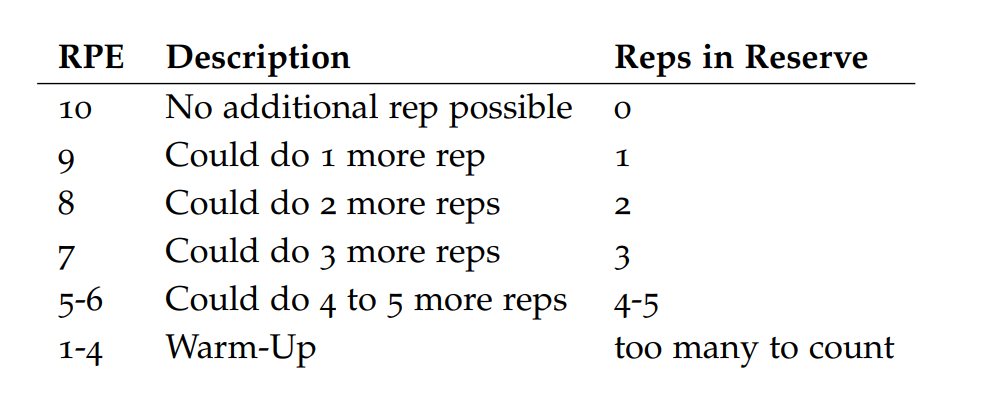 RPE Description Reps in Reserve
10 No additional rep possible 0
9 Could do 1 more rep 1
8 Could do 2 more reps 2
7 Could do 3 more reps 3
5-6 Could do 4 to 5 more reps 4-5
1-4 Warm-Up too many to count